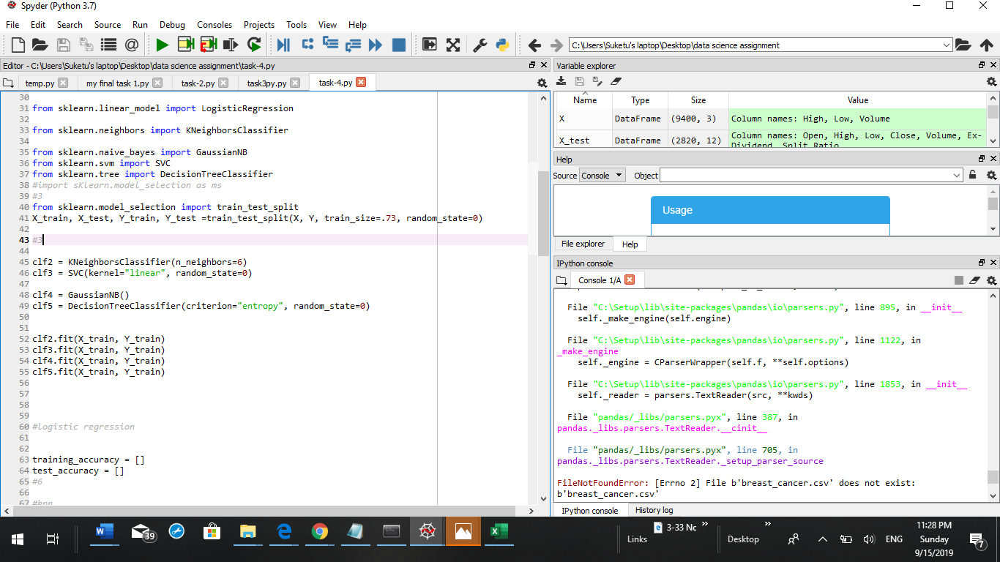 Spyder (Python 3.7)
File Edit Search Source Run Debug Consoles Projects Tools View Help
C:\Users\Suketu's laptop\Desktop\data science assignment
Editor - C:\Users\Suketu's laptop\Desktop\data science assignment\task-4.py
temp.py my final task 1.py task-2.py task3py.py task-4.py
30
31 from sklearn.linear_model import LogisticRegression
32
33 from sklearn.neighbors import KNeighborsClassifier
34
35 from sklearn.naive_bayes import GaussianNB
36 from sklearn.svm import SVC
37 from sklearn.tree import DecisionTreeClassifier
38 #import sKlearn.model_selection as ms
39 #3
40 from sklearn.model_selection import train_test_split
41 X_train, X_test, Y_train, Y_test =train_test_split(X, Y, train_size=.73, random_state=0)
42
43 #3
44
45 clf2 = KNeighborsClassifier(n_neighbors=6)
46 clf3 = SVC(kernel="linear", random_state=0)
47
48 clf4 = GaussianNB()
49 clf5 = DecisionTreeClassifier(criterion="entropy", random_state=0)
50
51
52 clf2.fit(X_train, Y_train)
53 clf3.fit(X_train, Y_train)
54 clf4.fit(X_train, Y_train)
55 clf5.fit(X_train, Y_train)
56
57
58
59
60 #logistic regression
61
62
63 training_accuracy = []
64 test_accuracy = []
65 #6
66
67 #knn
Variable explorer
Name Type Size Value
X DataFrame (9400, 3) Column names: High, Low, Volume
X_test DataFrame (2820, 12) Column names: Open, High, Low, Close, Volume, Ex-
Dividend, Split Ratio
Help
Source Console Object
Usage
File explorer Help
IPython console
Console 1/A
File "C:\Setup\lib\site-packages\pandas\io\parsers.py", line 895, in __init__
self._make_engine(self.engine)
File "C:\Setup\lib\site-packages\pandas\io\parsers.py", line 1122, in
_make_engine
self._engine = CParserWrapper(self.f, **self.options)
File "C:\Setup\lib\site-packages\pandas\io\parsers.py", line 1853, in __init__
self._reader = parsers.TextReader(src, **kwds)
File "pandas/_libs/parsers.pyx", line 387, in
pandas._libs.parsers.TextReader.__cinit__
File "pandas/_libs/parsers.pyx", line 705, in
pandas._libs.parsers.TextReader._setup_parser_source
FileNotFoundError: [Errno 2] File b'breast_cancer.csv' does not exist:
b'breast_cancer.csv'
IPython console History log
39
Links
3-33 Nc »
Desktop
»
ENG
11:28 PM
Sunday
9/15/2019
7